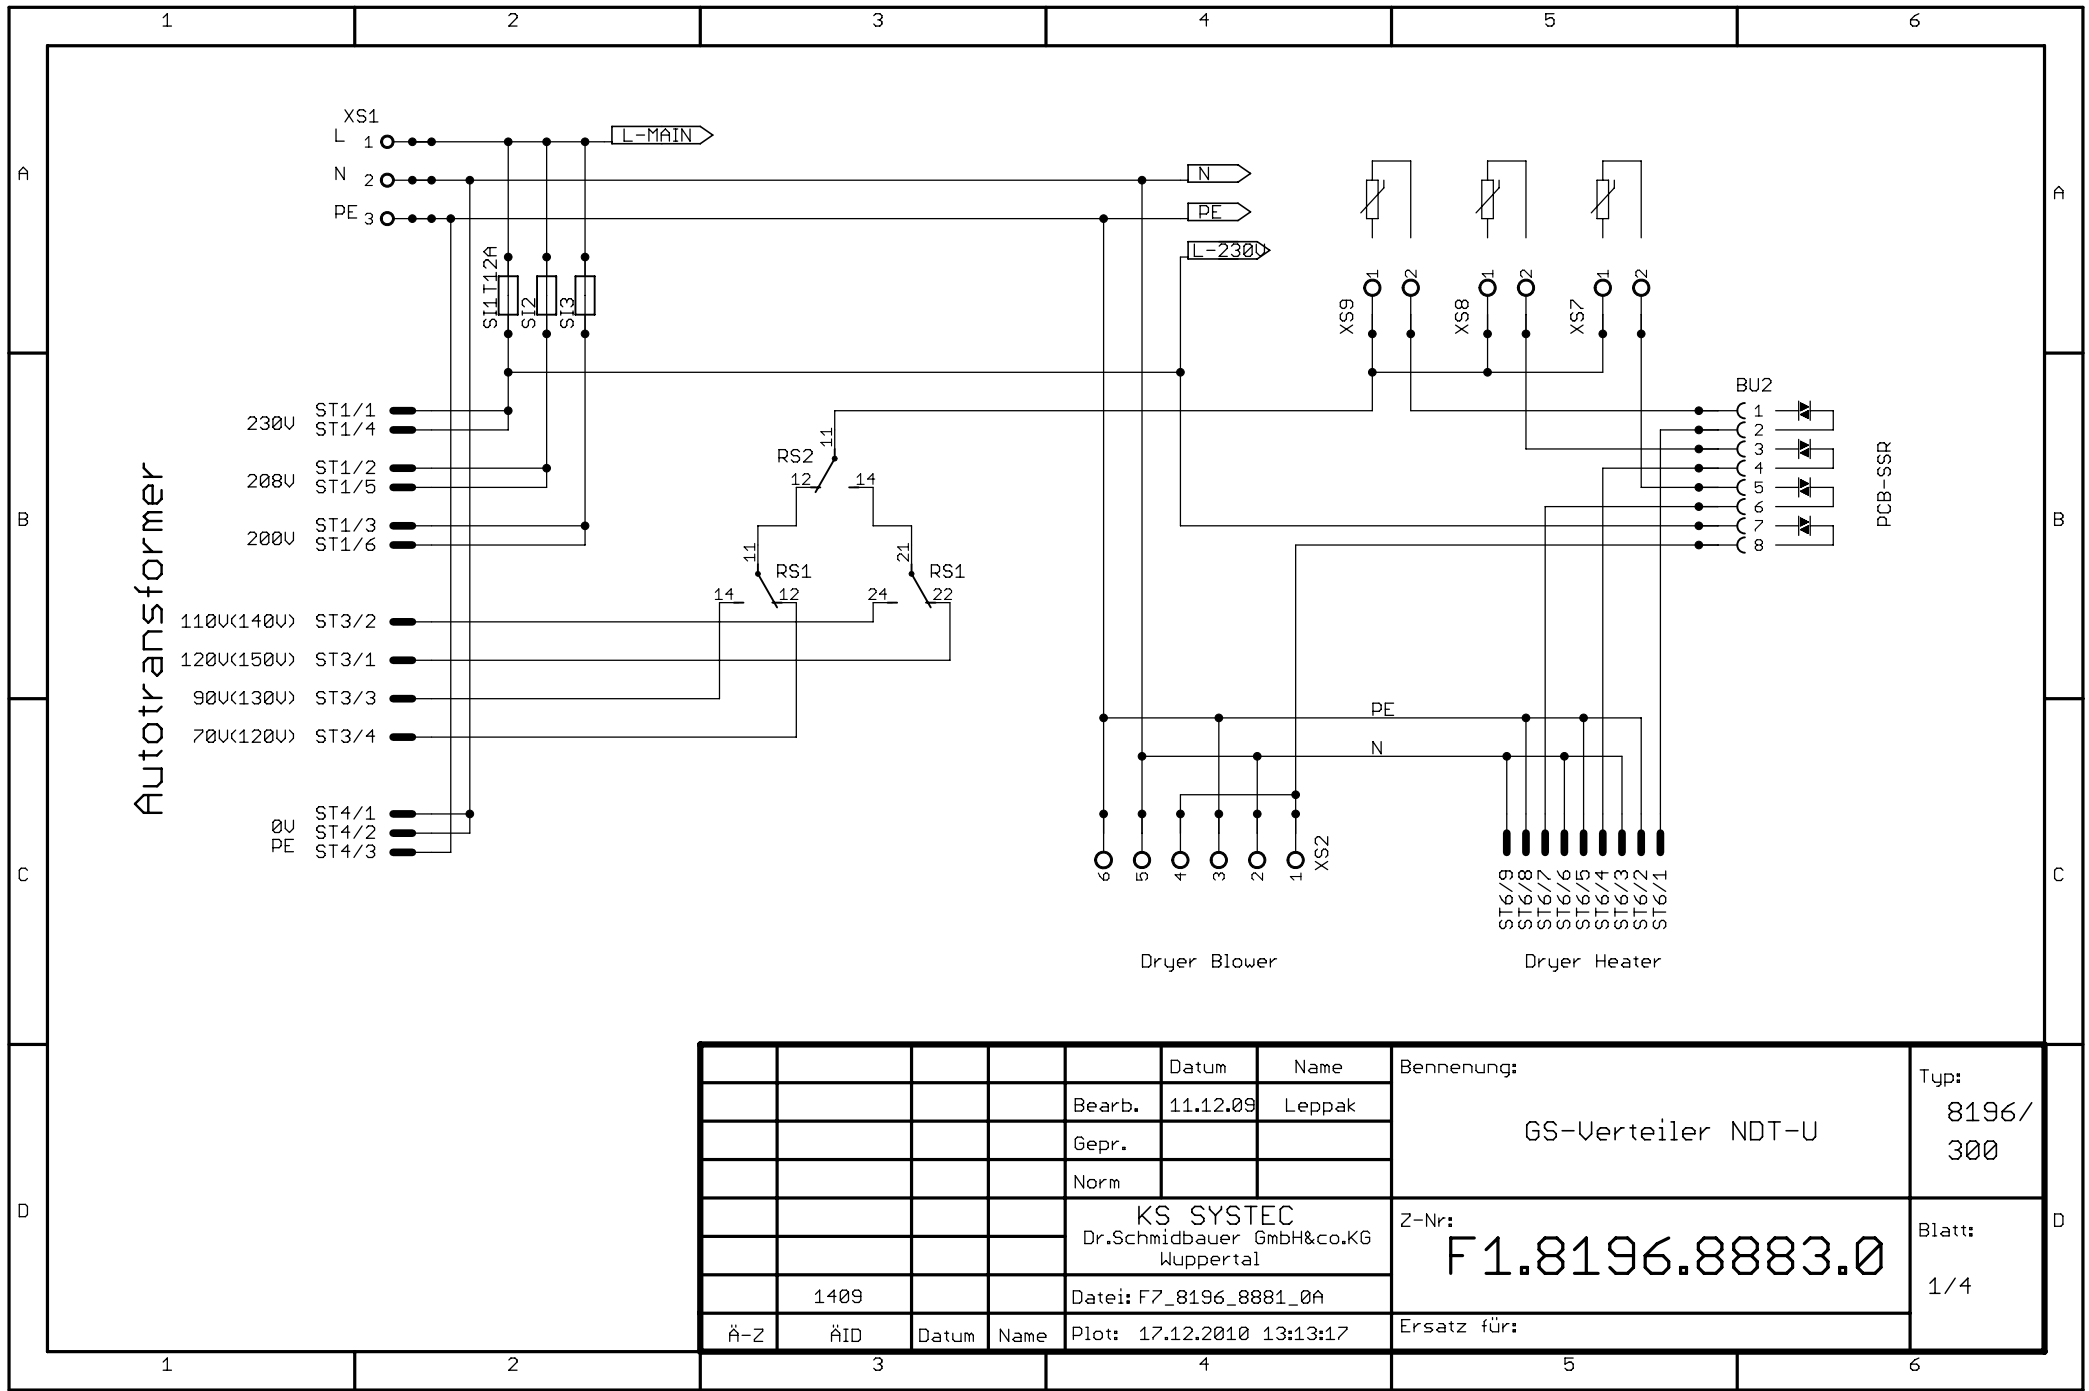 1 2 3 4 5 6
A
B
C
D
XS1
L 1
N 2
PE 3
L-MAIN
N
PE
L-230V
SI1 T12A
SI2
SI3
XS9 1 2
XS8 1 2
XS7 1 2
Autotransformer
230V ST1/1
ST1/4
208V ST1/2
ST1/5
200V ST1/3
ST1/6
110V(140V) ST3/2
120V(150V) ST3/1
90V(130V) ST3/3
70V(120V) ST3/4
ST4/1
0V ST4/2
PE ST4/3
RS2 11
12 14
11 RS1
14 12
21 RS1
24 22
BU2
1
2
3
4
5
6
7
8
PCB-SSR
PE
N
6 5 4 3 2 1 XS2
Dryer Blower
ST6/9
ST6/8
ST6/7
ST6/6
ST6/5
ST6/4
ST6/3
ST6/2
ST6/1
Dryer Heater
A
B
C
D
Datum Name
Bearb. 11.12.09 Leppak
Gepr.
Norm
KS SYSTEC
Dr.Schmidbauer GmbH&co.KG
Wuppertal
1409
Datei: F7_8196_8881_0A
Ä-Z ÄID Datum Name
Plot: 17.12.2010 13:13:17
Bennenung:
GS-Verteiler NDT-U
Typ:
8196/
300
Z-Nr:
F1.8196.8883.0
Blatt:
1/4
Ersatz für:
1 2 3 4 5 6